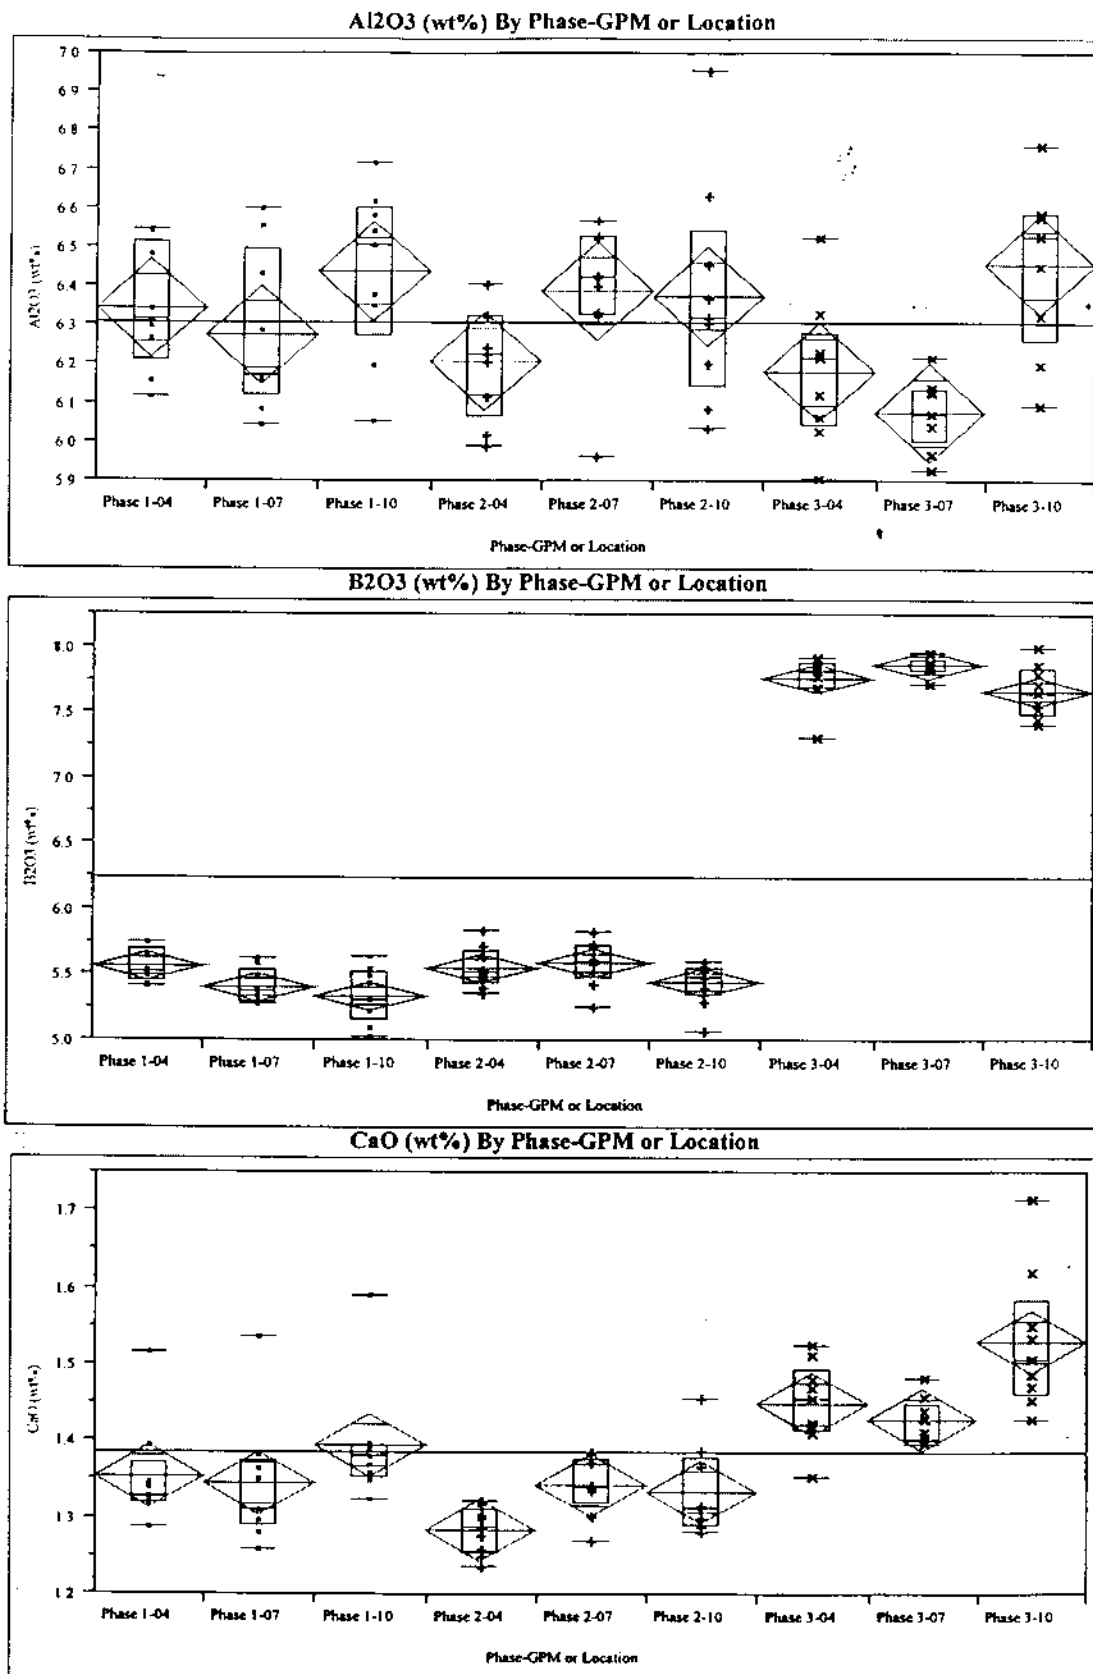 Al2O3 (wt%) By Phase-GPM or Location
7.0
6.9
6.8
6.7
6.6
6.5
6.4
6.3
6.2
6.1
6.0
5.9
Al2O3 (wt%)
Phase 1-04 Phase 1-07 Phase 1-10 Phase 2-04 Phase 2-07 Phase 2-10 Phase 3-04 Phase 3-07 Phase 3-10
Phase-GPM or Location
B2O3 (wt%) By Phase-GPM or Location
8.0
7.5
7.0
6.5
6.0
5.5
5.0
B2O3 (wt%)
Phase 1-04 Phase 1-07 Phase 1-10 Phase 2-04 Phase 2-07 Phase 2-10 Phase 3-04 Phase 3-07 Phase 3-10
Phase-GPM or Location
CaO (wt%) By Phase-GPM or Location
1.7
1.6
1.5
1.4
1.3
1.2
CaO (wt%)
Phase 1-04 Phase 1-07 Phase 1-10 Phase 2-04 Phase 2-07 Phase 2-10 Phase 3-04 Phase 3-07 Phase 3-10
Phase-GPM or Location